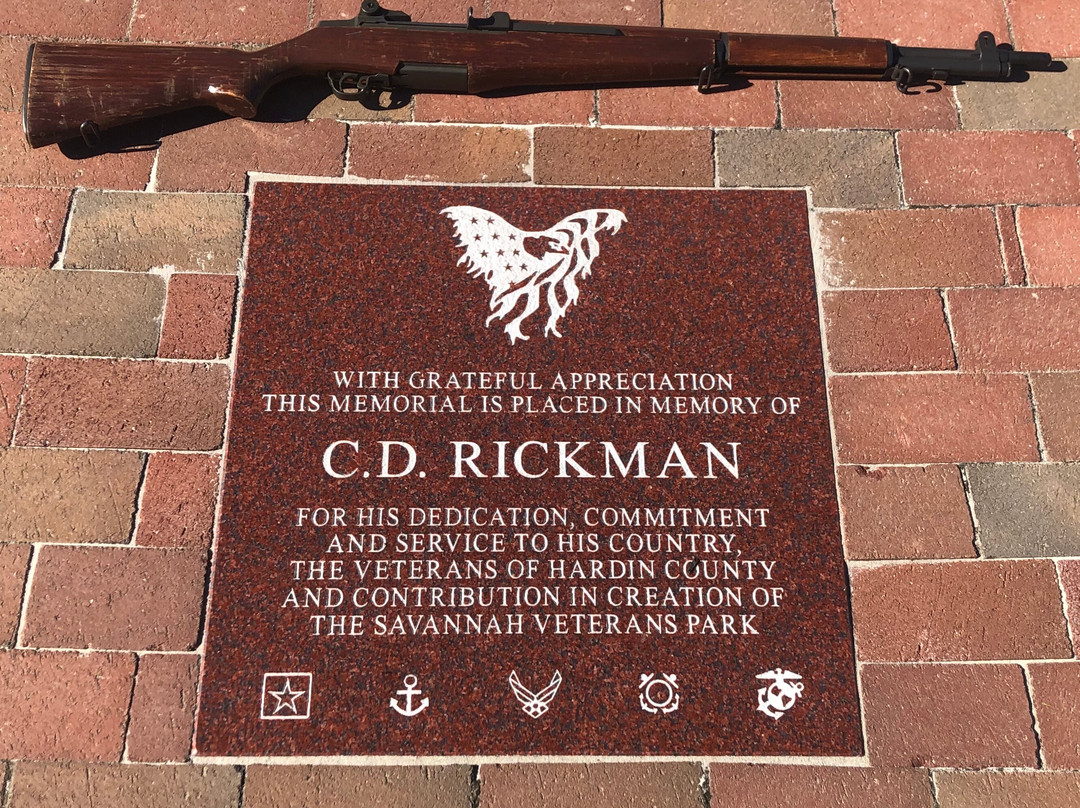 WITH GRATEFUL APPRECIATION
THIS MEMORIAL IS PLACED IN MEMORY OF
C.D. RICKMAN
FOR HIS DEDICATION, COMMITMENT
AND SERVICE TO HIS COUNTRY,
THE VETERANS OF HARDIN COUNTY
AND CONTRIBUTION IN CREATION OF
THE SAVANNAH VETERANS PARK